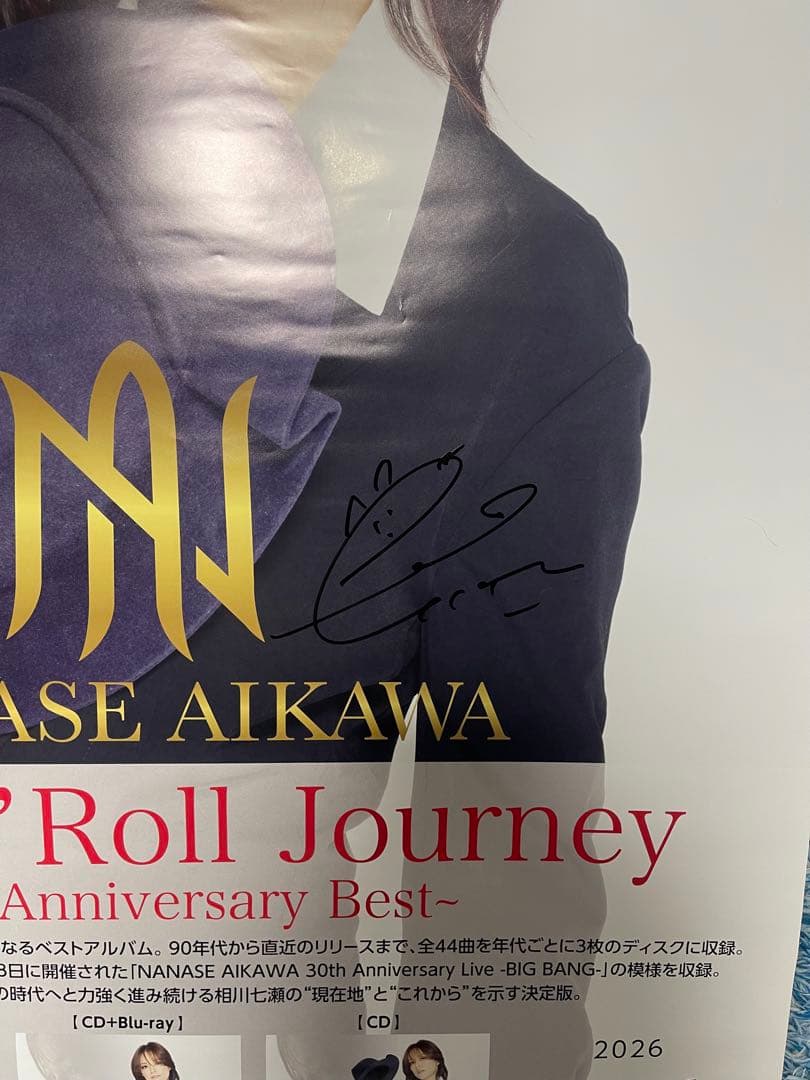 ASE AIKAWA
'Roll Journey
Anniversary Best~
なるベストアルバム。90年代から直近のリリースまで、全44曲を年代ごとに3枚のディスクに収録。
8日に開催された「NANASE AIKAWA 30th Anniversary Live -BIG BANG-」の模様を収録。
の時代へと力強く進み続ける相川七瀬の“現在地”と“これから”を示す決定版。
【CD+Blu-ray】 【CD】
2026